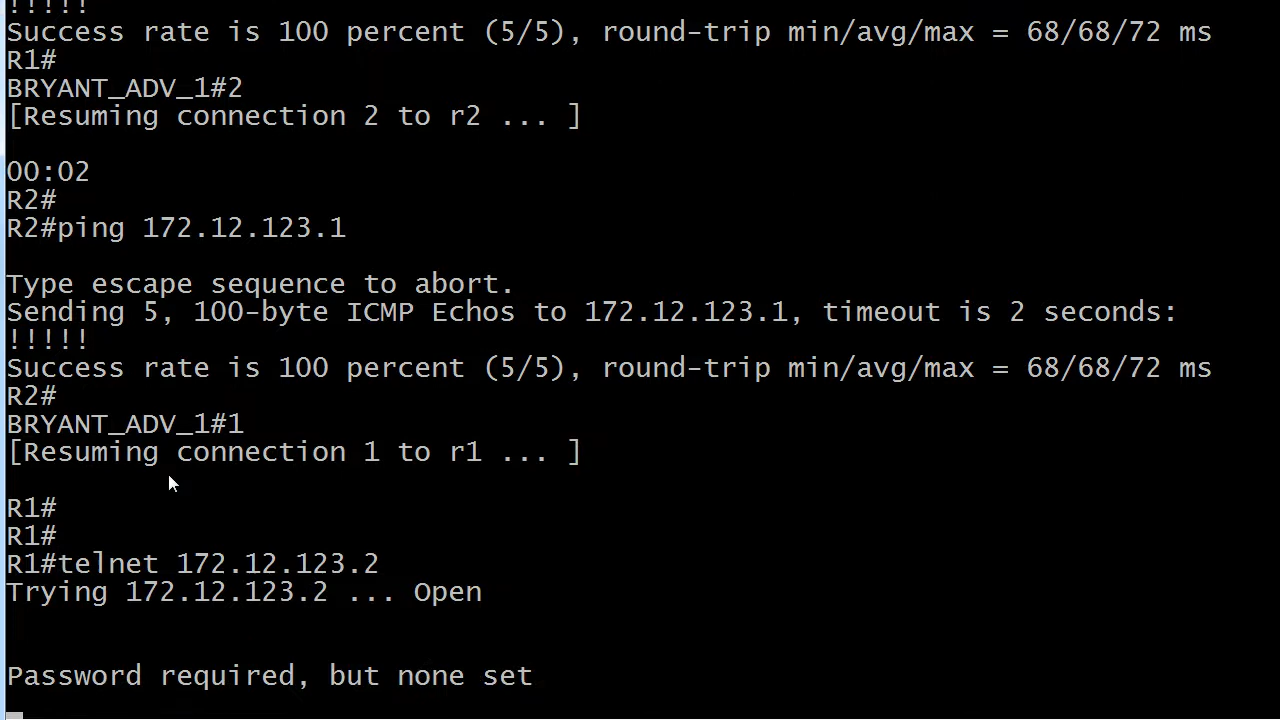 !!!!!
Success rate is 100 percent (5/5), round-trip min/avg/max = 68/68/72 ms
R1#
BRYANT_ADV_1#2
[Resuming connection 2 to r2 ... ]
00:02
R2#
R2#ping 172.12.123.1
Type escape sequence to abort.
Sending 5, 100-byte ICMP Echos to 172.12.123.1, timeout is 2 seconds:
!!!!!
Success rate is 100 percent (5/5), round-trip min/avg/max = 68/68/72 ms
R2#
BRYANT_ADV_1#1
[Resuming connection 1 to r1 ... ]
R1#
R1#
R1#telnet 172.12.123.2
Trying 172.12.123.2 ... Open
Password required, but none set